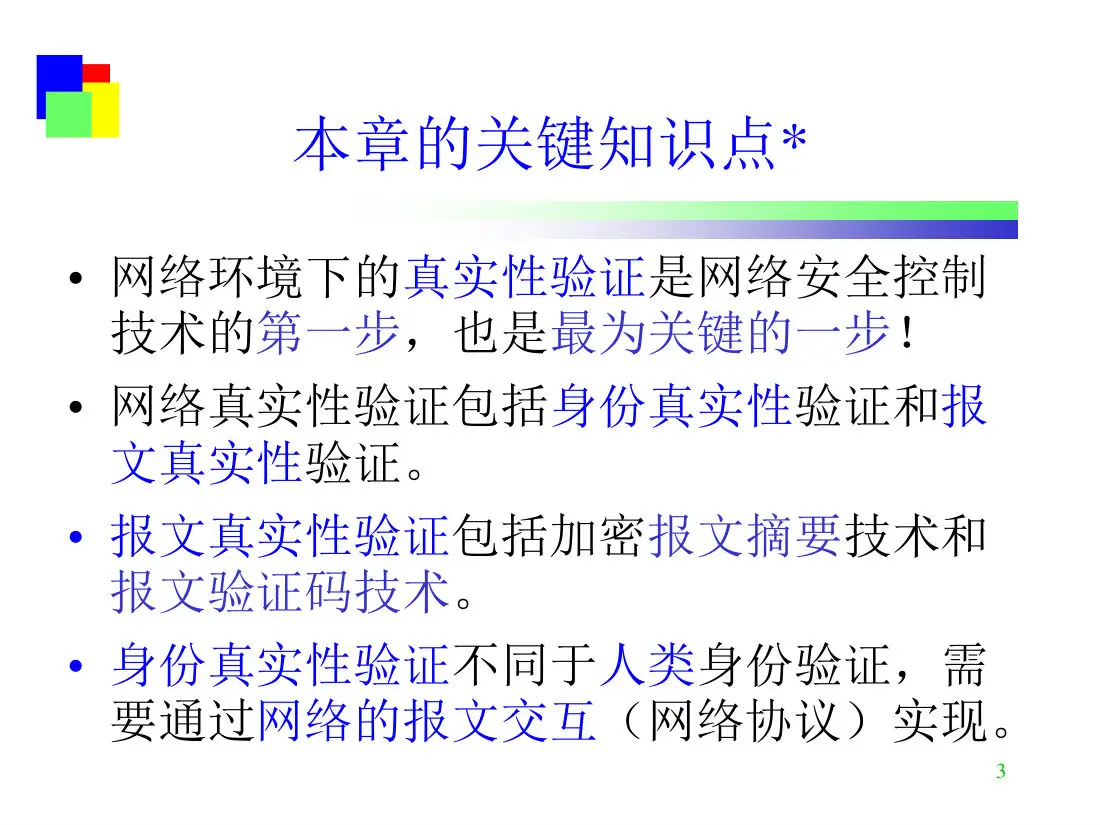 本章的关键知识点*
• 网络环境下的真实性验证是网络安全控制
技术的第一步，也是最为关键的一步！
• 网络真实性验证包括身份真实性验证和报
文真实性验证。
• 报文真实性验证包括加密报文摘要技术和
报文验证码技术。
• 身份真实性验证不同于人类身份验证，需
要通过网络的报文交互（网络协议）实现。
3